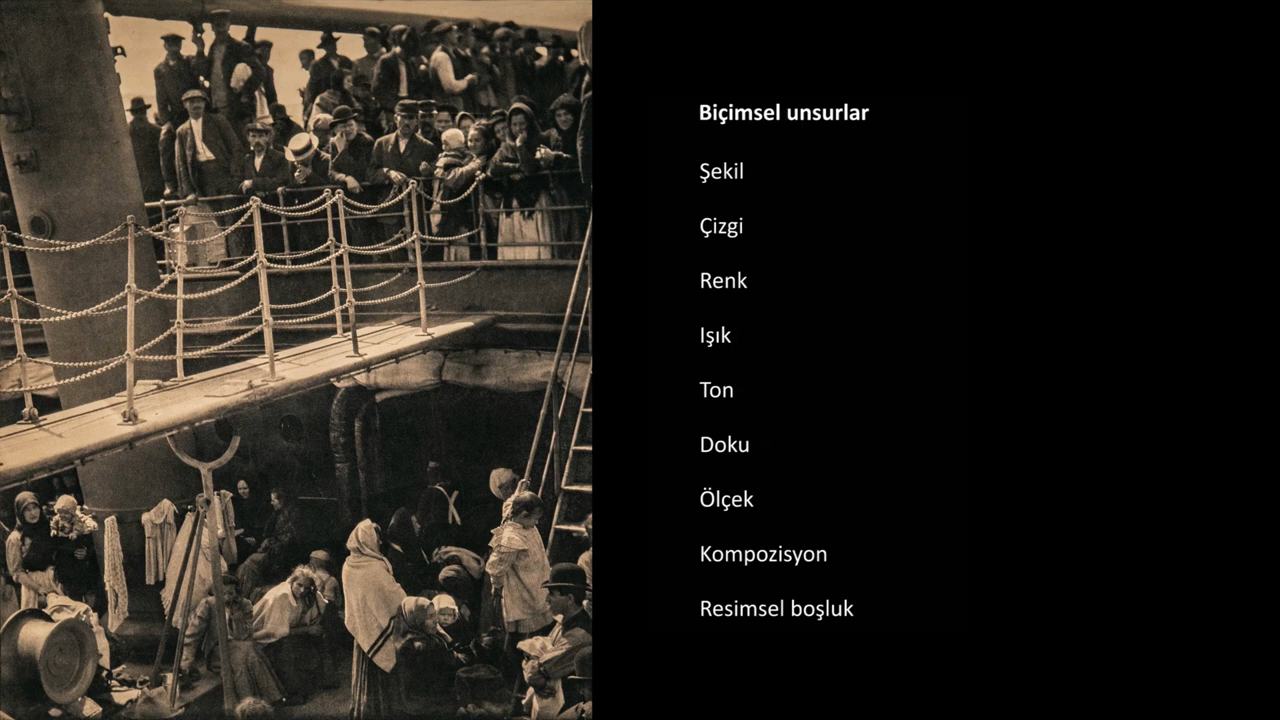 Biçimsel unsurlar
Şekil
Çizgi
Renk
Işık
Ton
Doku
Ölçek
Kompozisyon
Resimsel boşluk